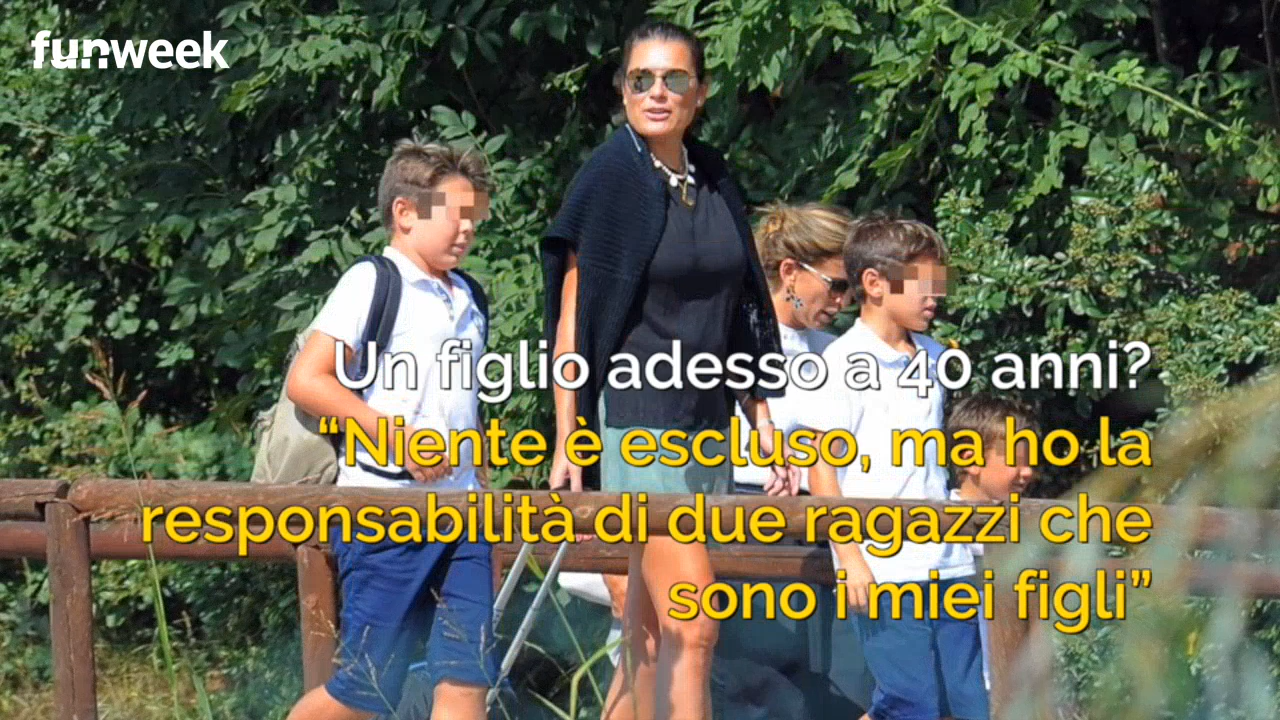 funweek
Un figlio adesso a 40 anni?
“Niente è escluso, ma ho la
responsabilità di due ragazzi che
sono i miei figli”